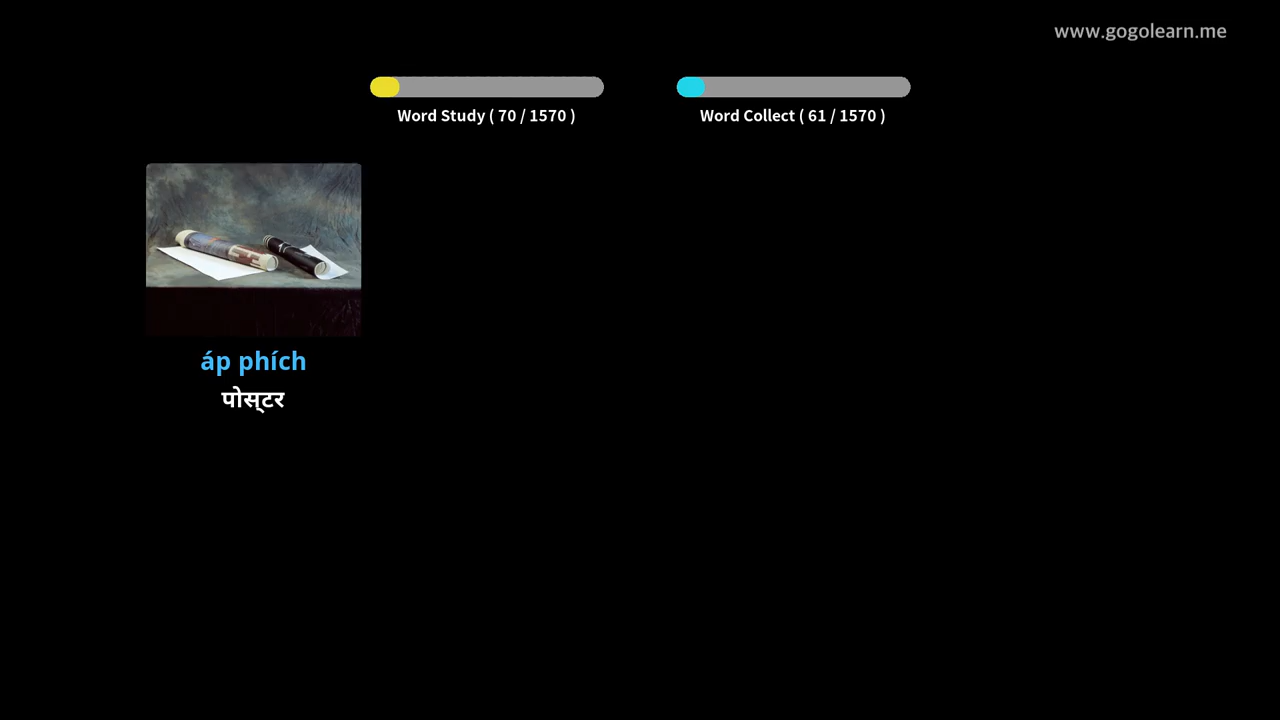 www.gogolearn.me
Word Study ( 70 / 1570 )
Word Collect ( 61 / 1570 )
áp phích
पोस्टर